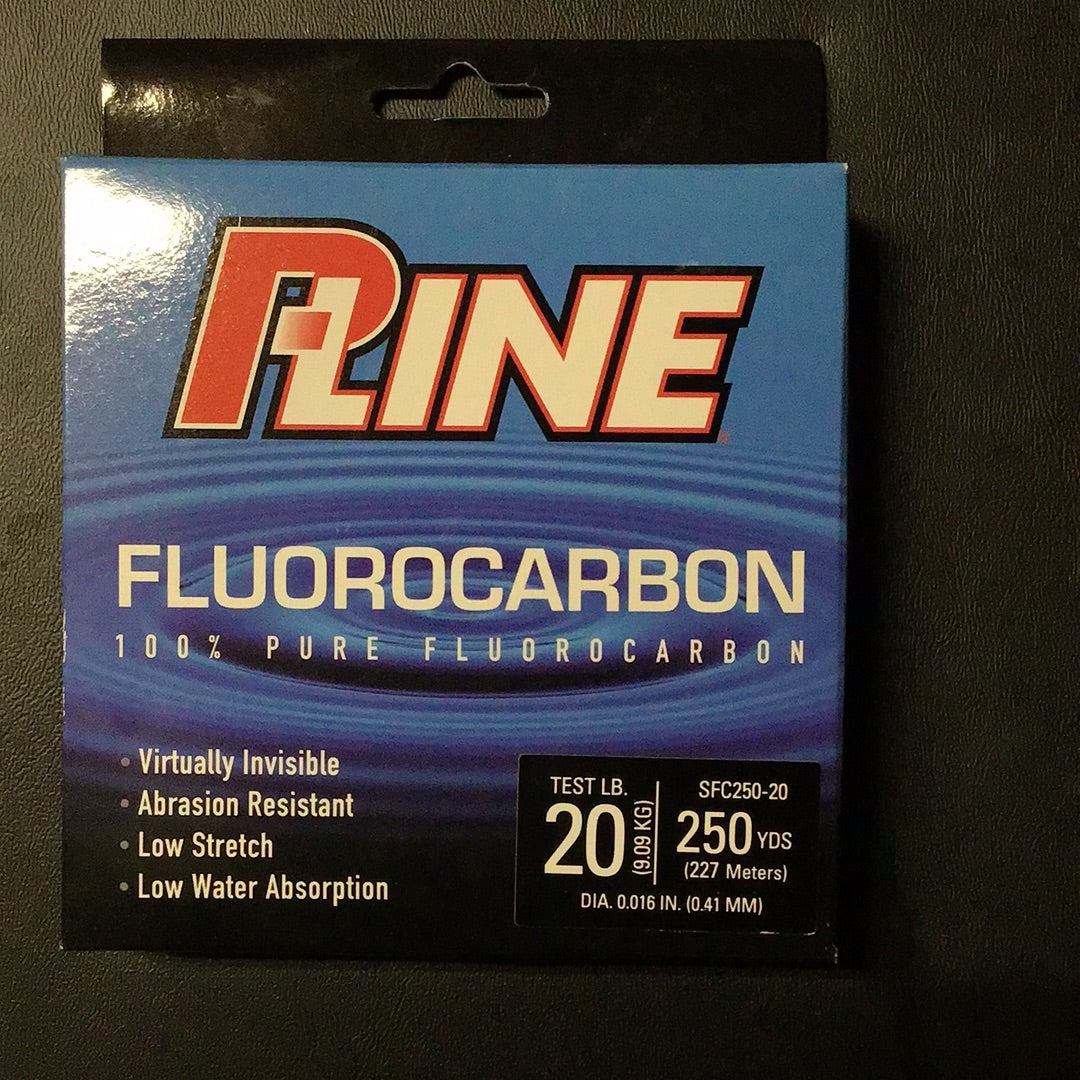 PLINE®
FLUOROCARBON
100% PURE FLUOROCARBON
• Virtually Invisible
• Abrasion Resistant
• Low Stretch
• Low Water Absorption
TEST LB.
20
(9.09 KG)
SFC250-20
250 YDS
(227 Meters)
DIA. 0.016 IN. (0.41 MM)